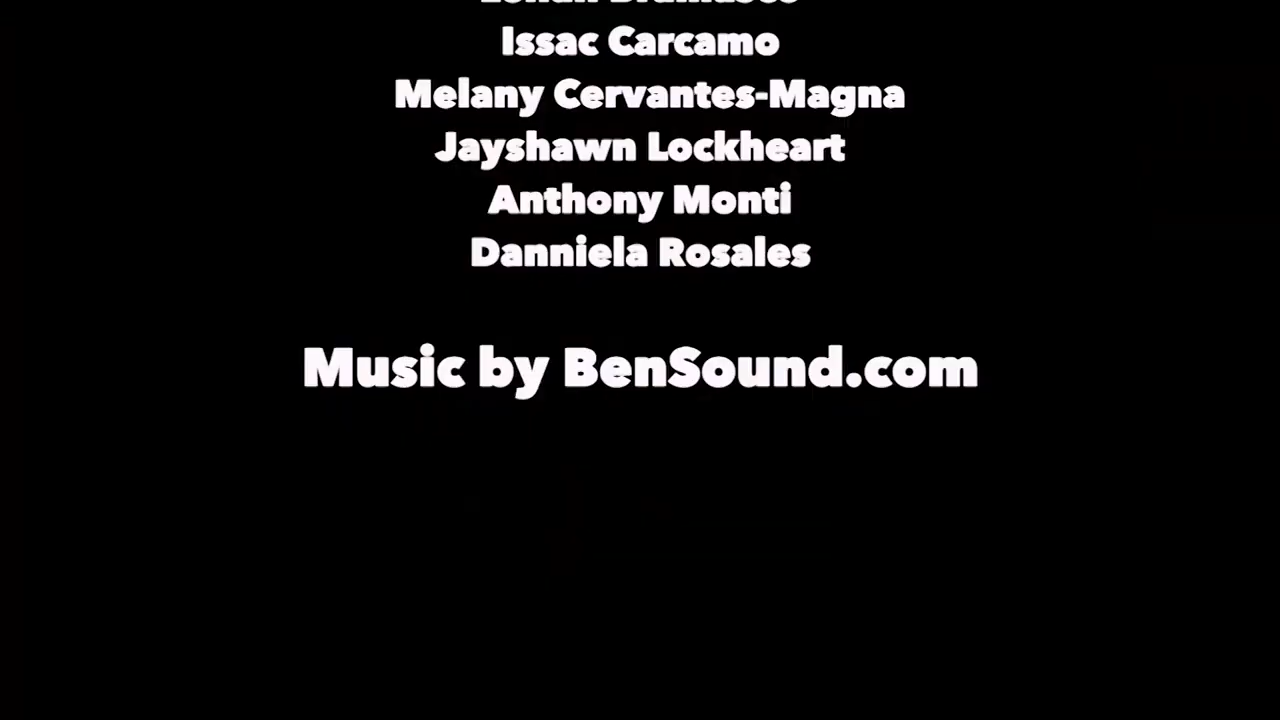 Issac Carcamo
Melany Cervantes-Magna
Jayshawn Lockheart
Anthony Monti
Danniela Rosales
Music by BenSound.com